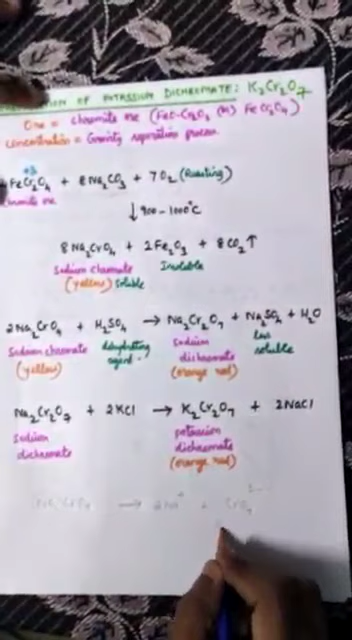 OF POTASSIUM DICHROMATE: K₂Cr₂O₇
Ore = chromite ore (FeO·Cr₂O₃ (or) FeCr₂O₄)
Concentration = Gravity separation process
+3
FeCr₂O₄ + 8Na₂CO₃ + 7O₂ (Roasting)
chromite ore
↓ 900-1000°C
8Na₂CrO₄ + 2Fe₂O₃ + 8CO₂↑
Sodium chromate Insoluble
(yellow) Soluble
2Na₂CrO₄ + H₂SO₄ → Na₂Cr₂O₇ + Na₂SO₄ + H₂O
Sodium chromate dehydrating Sodium less
(yellow) agent. dichromate soluble
(orange red)
Na₂Cr₂O₇ + 2KCl → K₂Cr₂O₇ + 2NaCl
Sodium potassium
dichromate dichromate
(orange red)